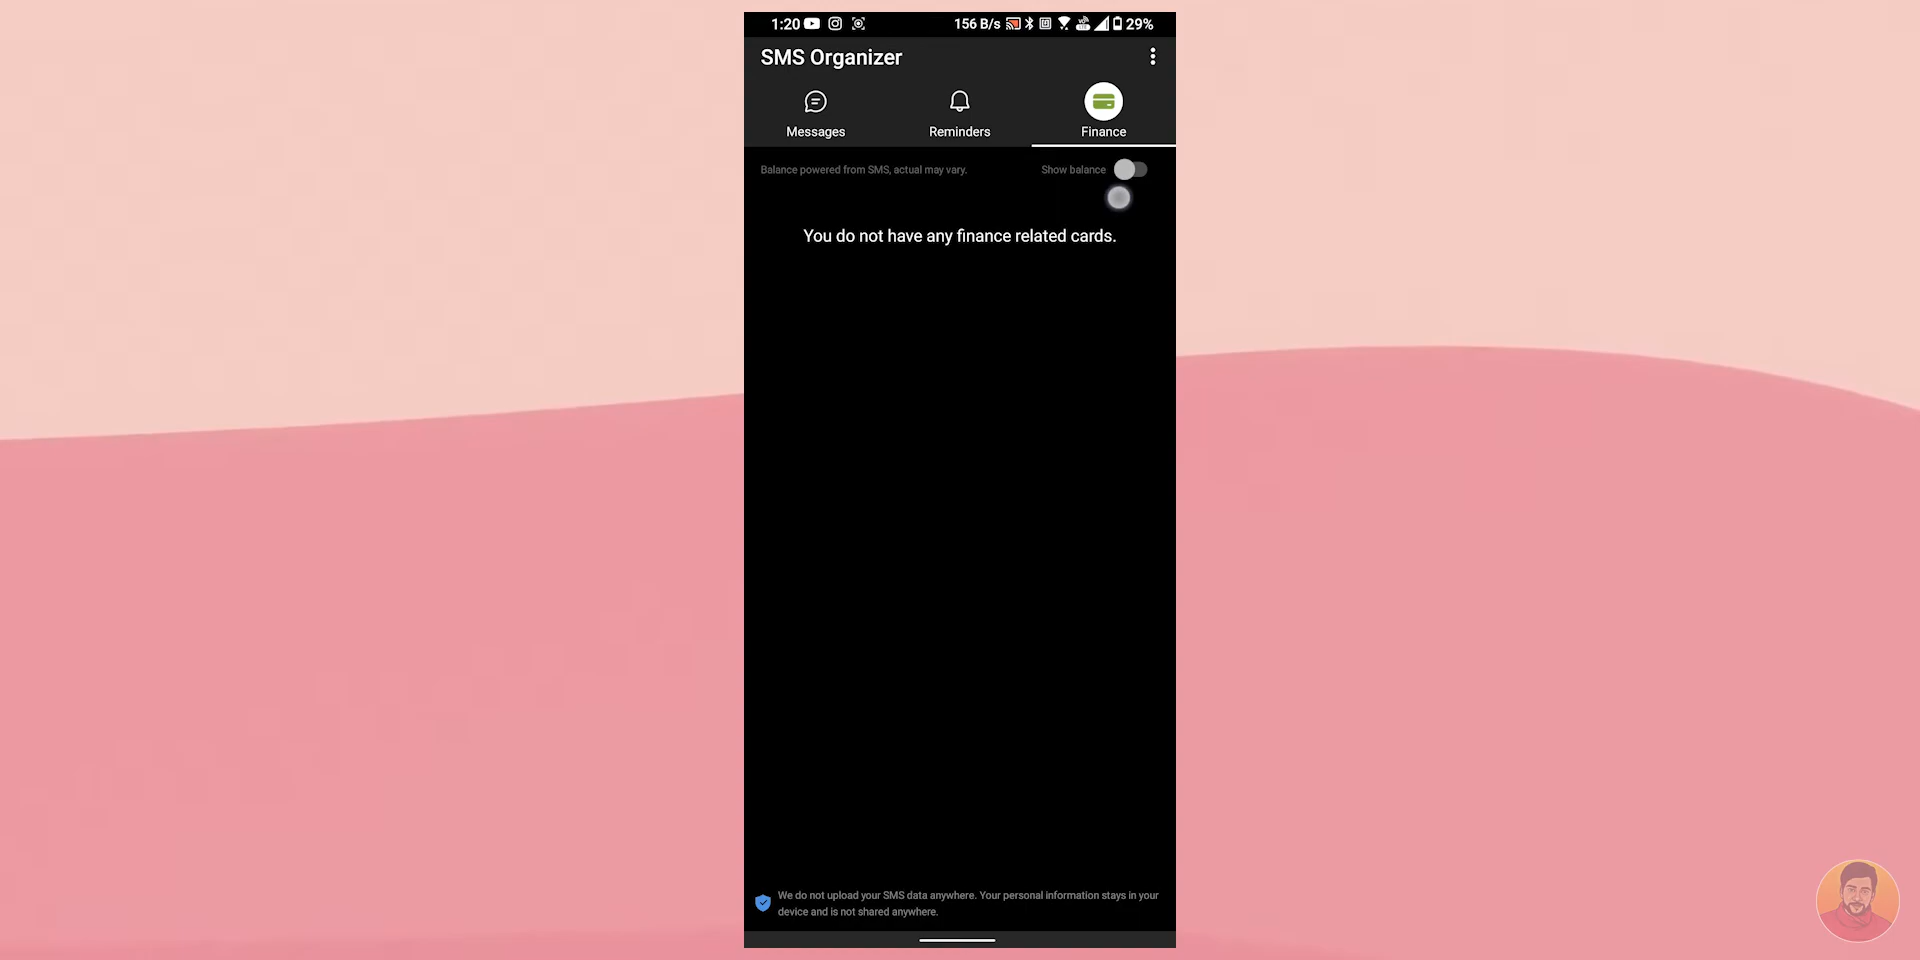 1:20
156 B/s
29%
SMS Organizer
Messages
Reminders
Finance
Balance powered from SMS, actual may vary.
Show balance
You do not have any finance related cards.
We do not upload your SMS data anywhere. Your personal information stays in your
device and is not shared anywhere.